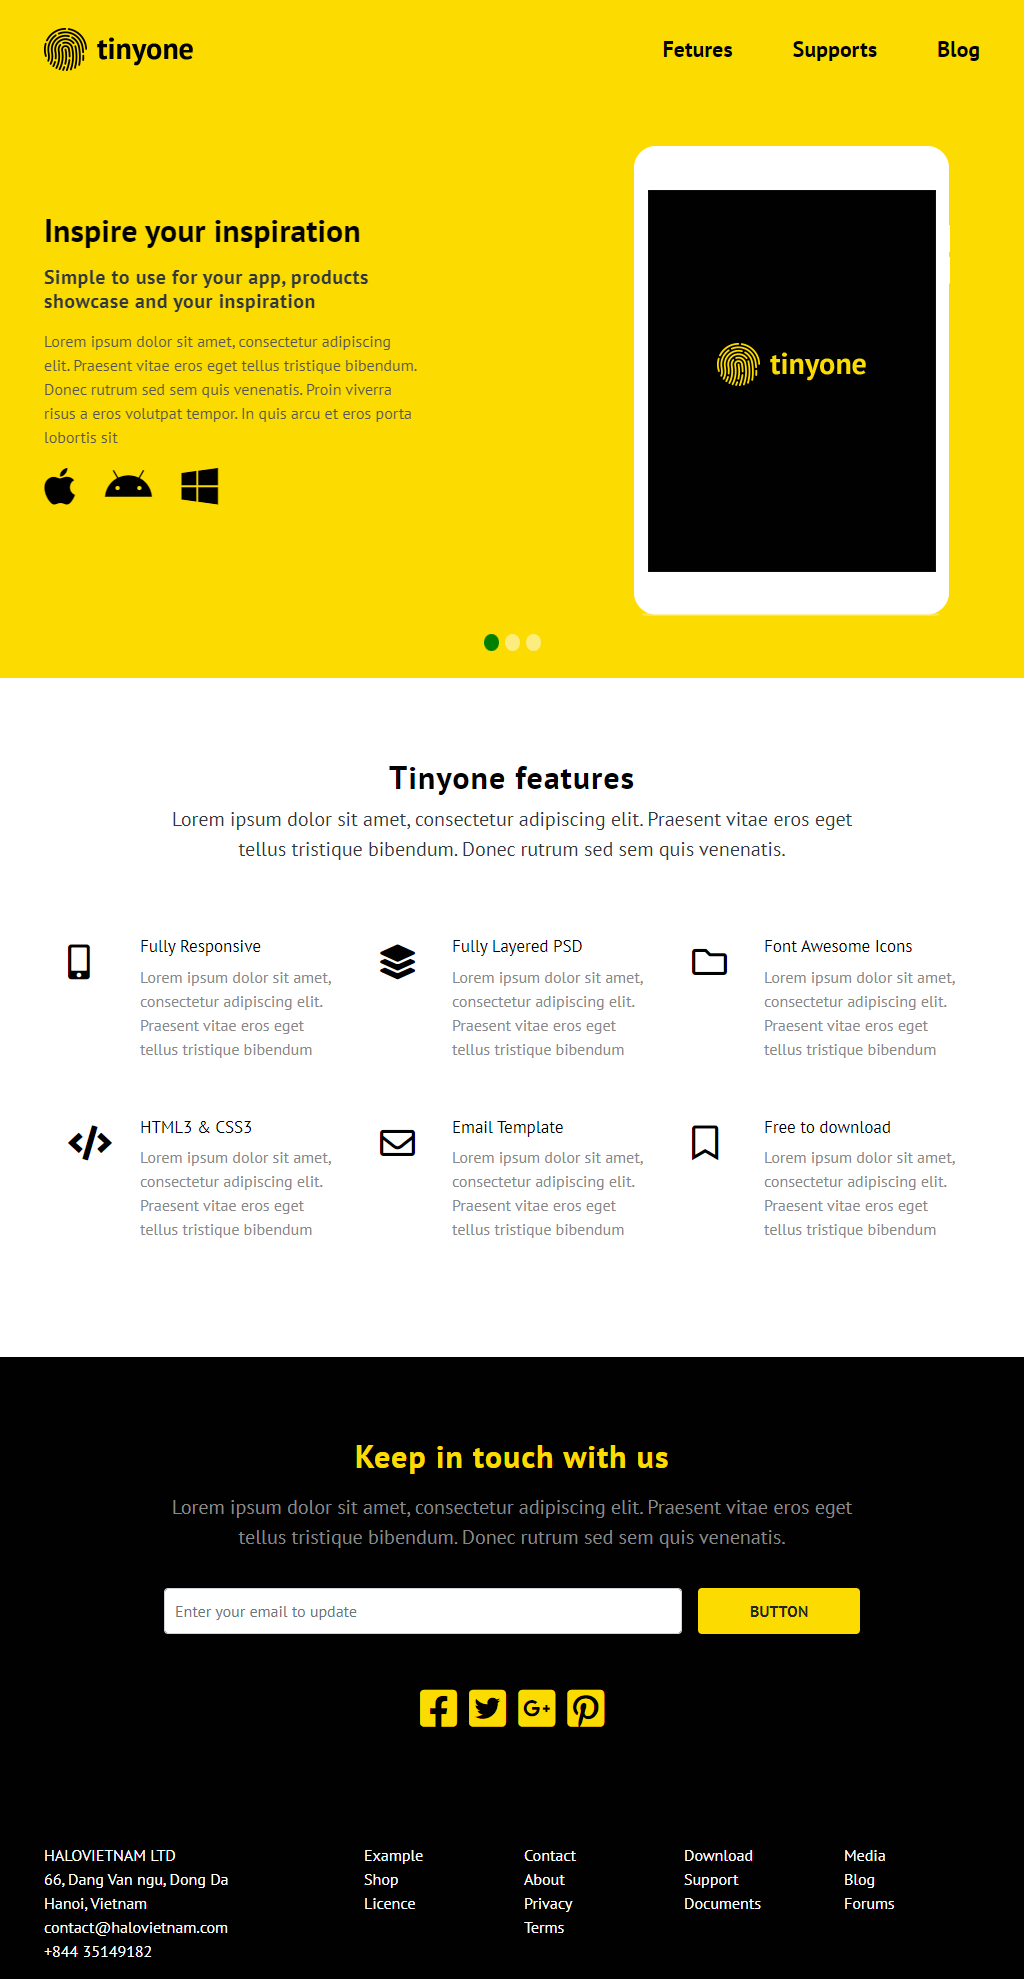 tinyone
Fetures
Supports
Blog
Inspire your inspiration
Simple to use for your app, products
showcase and your inspiration
Lorem ipsum dolor sit amet, consectetur adipiscing
elit. Praesent vitae eros eget tellus tristique bibendum.
Donec rutrum sed sem quis venenatis. Proin viverra
risus a eros volutpat tempor. In quis arcu et eros porta
lobortis sit
tinyone
Tinyone features
Lorem ipsum dolor sit amet, consectetur adipiscing elit. Praesent vitae eros eget
tellus tristique bibendum. Donec rutrum sed sem quis venenatis.
Fully Responsive
Lorem ipsum dolor sit amet,
consectetur adipiscing elit.
Praesent vitae eros eget
tellus tristique bibendum
Fully Layered PSD
Lorem ipsum dolor sit amet,
consectetur adipiscing elit.
Praesent vitae eros eget
tellus tristique bibendum
Font Awesome Icons
Lorem ipsum dolor sit amet,
consectetur adipiscing elit.
Praesent vitae eros eget
tellus tristique bibendum
HTML3 & CSS3
Lorem ipsum dolor sit amet,
consectetur adipiscing elit.
Praesent vitae eros eget
tellus tristique bibendum
Email Template
Lorem ipsum dolor sit amet,
consectetur adipiscing elit.
Praesent vitae eros eget
tellus tristique bibendum
Free to download
Lorem ipsum dolor sit amet,
consectetur adipiscing elit.
Praesent vitae eros eget
tellus tristique bibendum
Keep in touch with us
Lorem ipsum dolor sit amet, consectetur adipiscing elit. Praesent vitae eros eget
tellus tristique bibendum. Donec rutrum sed sem quis venenatis.
Enter your email to update
BUTTON
HALOVIETNAM LTD
66, Dang Van ngu, Dong Da
Hanoi, Vietnam
contact@halovietnam.com
+844 35149182
Example
Shop
Licence
Contact
About
Privacy
Terms
Download
Support
Documents
Media
Blog
Forums